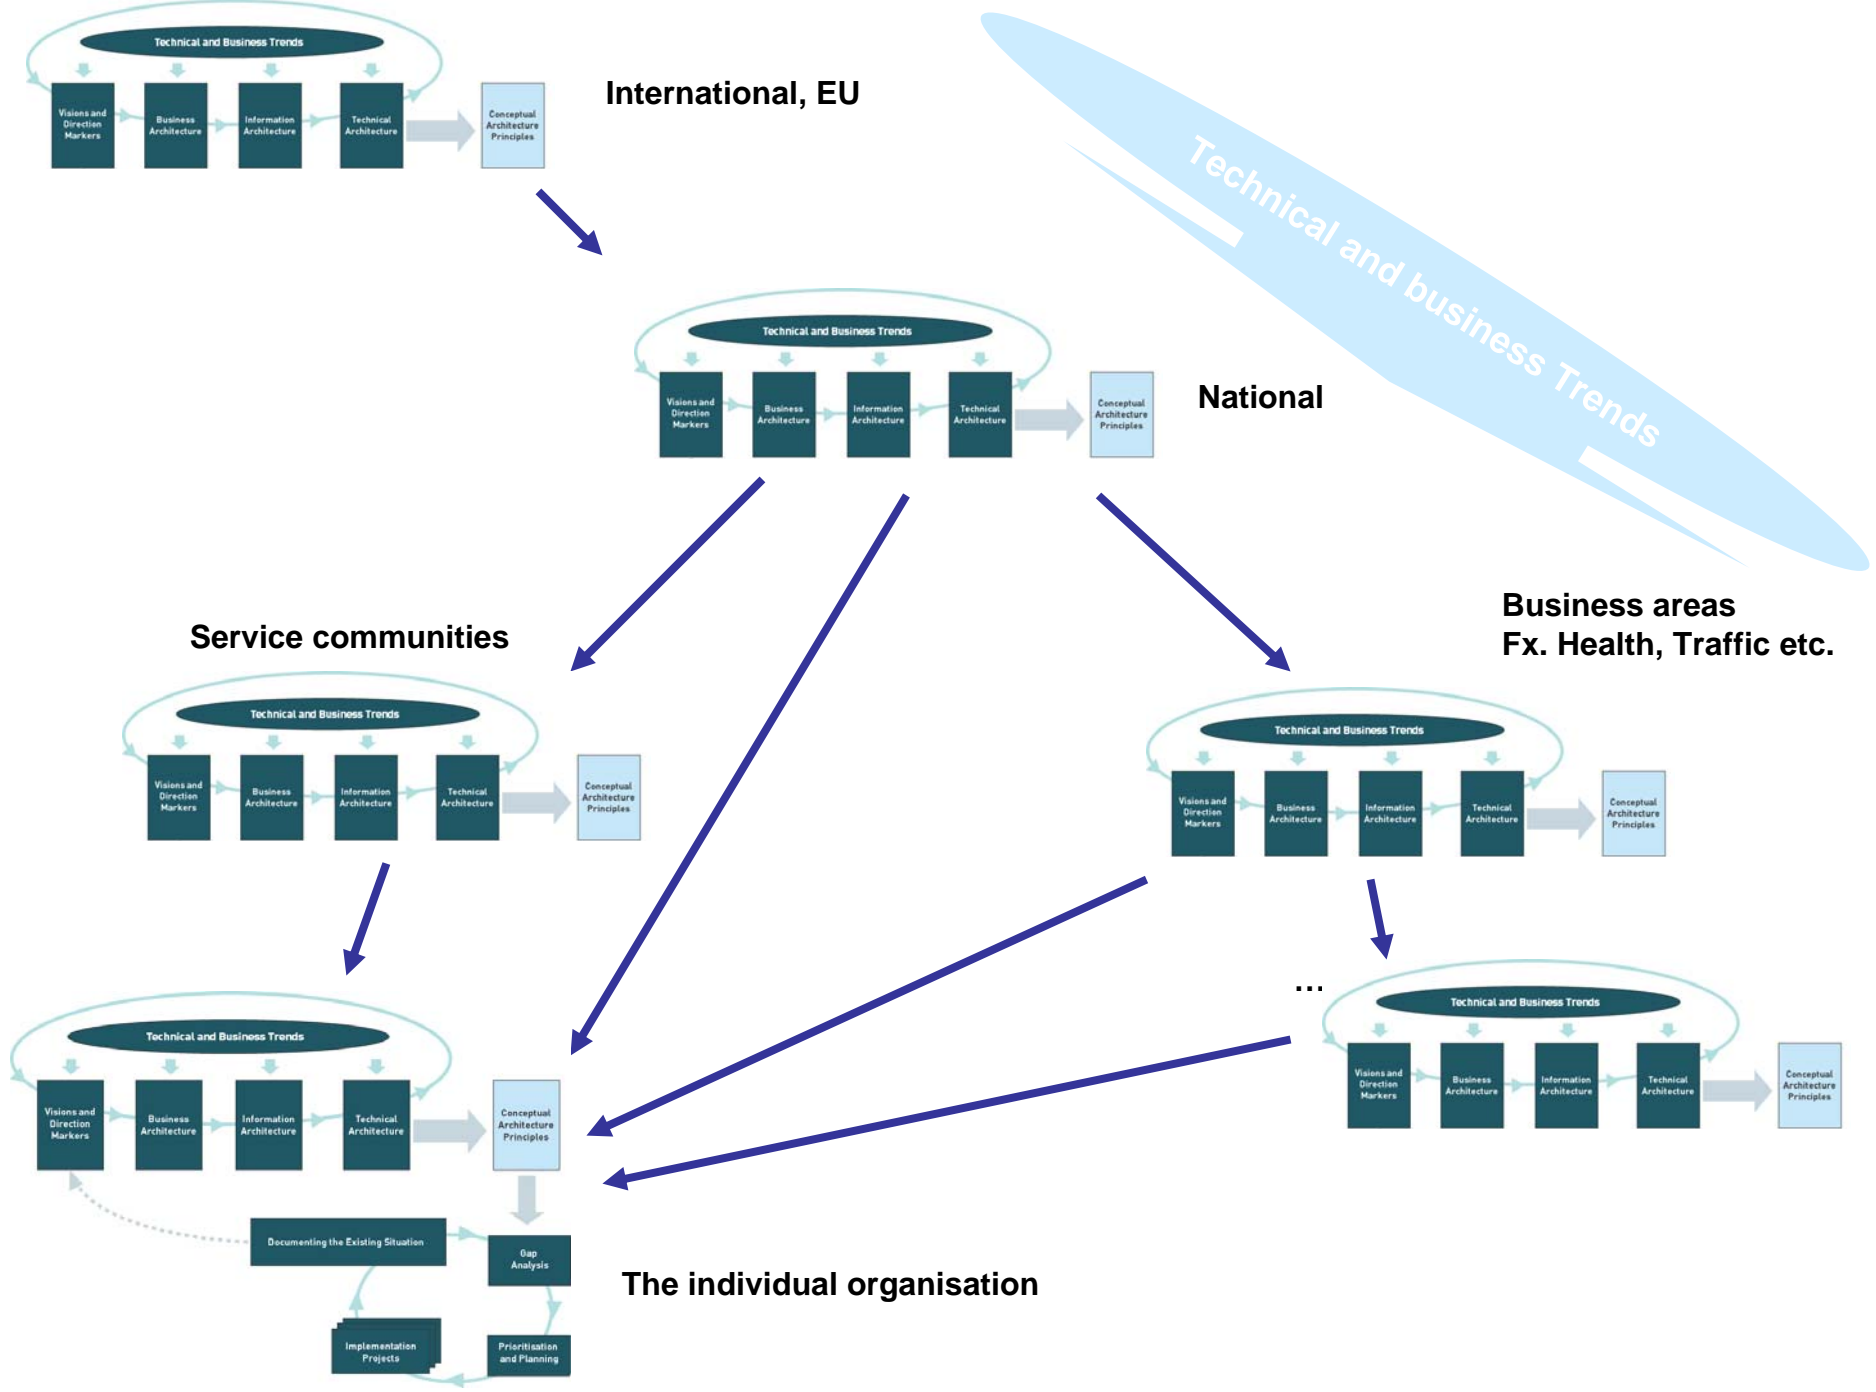 Technical and Business Trends
Visions and
Direction
Markers
Business
Architecture
Information
Architecture
Technical
Architecture
Conceptual
Architecture
Principles
International, EU
Technical and business Trends
Technical and Business Trends
Visions and
Direction
Markers
Business
Architecture
Information
Architecture
Technical
Architecture
Conceptual
Architecture
Principles
National
Service communities
Technical and Business Trends
Visions and
Direction
Markers
Business
Architecture
Information
Architecture
Technical
Architecture
Conceptual
Architecture
Principles
Business areas
Fx. Health, Traffic etc.
Technical and Business Trends
Visions and
Direction
Markers
Business
Architecture
Information
Architecture
Technical
Architecture
Conceptual
Architecture
Principles
...
Technical and Business Trends
Visions and
Direction
Markers
Business
Architecture
Information
Architecture
Technical
Architecture
Conceptual
Architecture
Principles
Technical and Business Trends
Visions and
Direction
Markers
Business
Architecture
Information
Architecture
Technical
Architecture
Conceptual
Architecture
Principles
Documenting the Existing Situation
Gap
Analysis
Implementation
Projects
Prioritisation
and Planning
The individual organisation